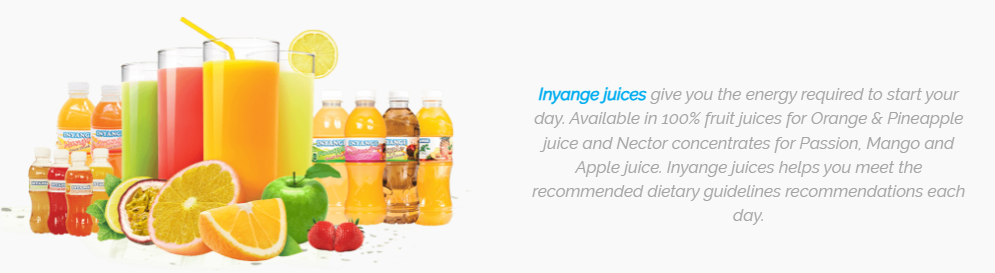 INYANGE
INYANGE
INYANGE
INYANGE
INYANGE
Inyange juices give you the energy required to start your
day. Available in 100% fruit juices for Orange & Pineapple
juice and Nector concentrates for Passion, Mango and
Apple juice. Inyange juices helps you meet the
recommended dietary guidelines recommendations each
day.